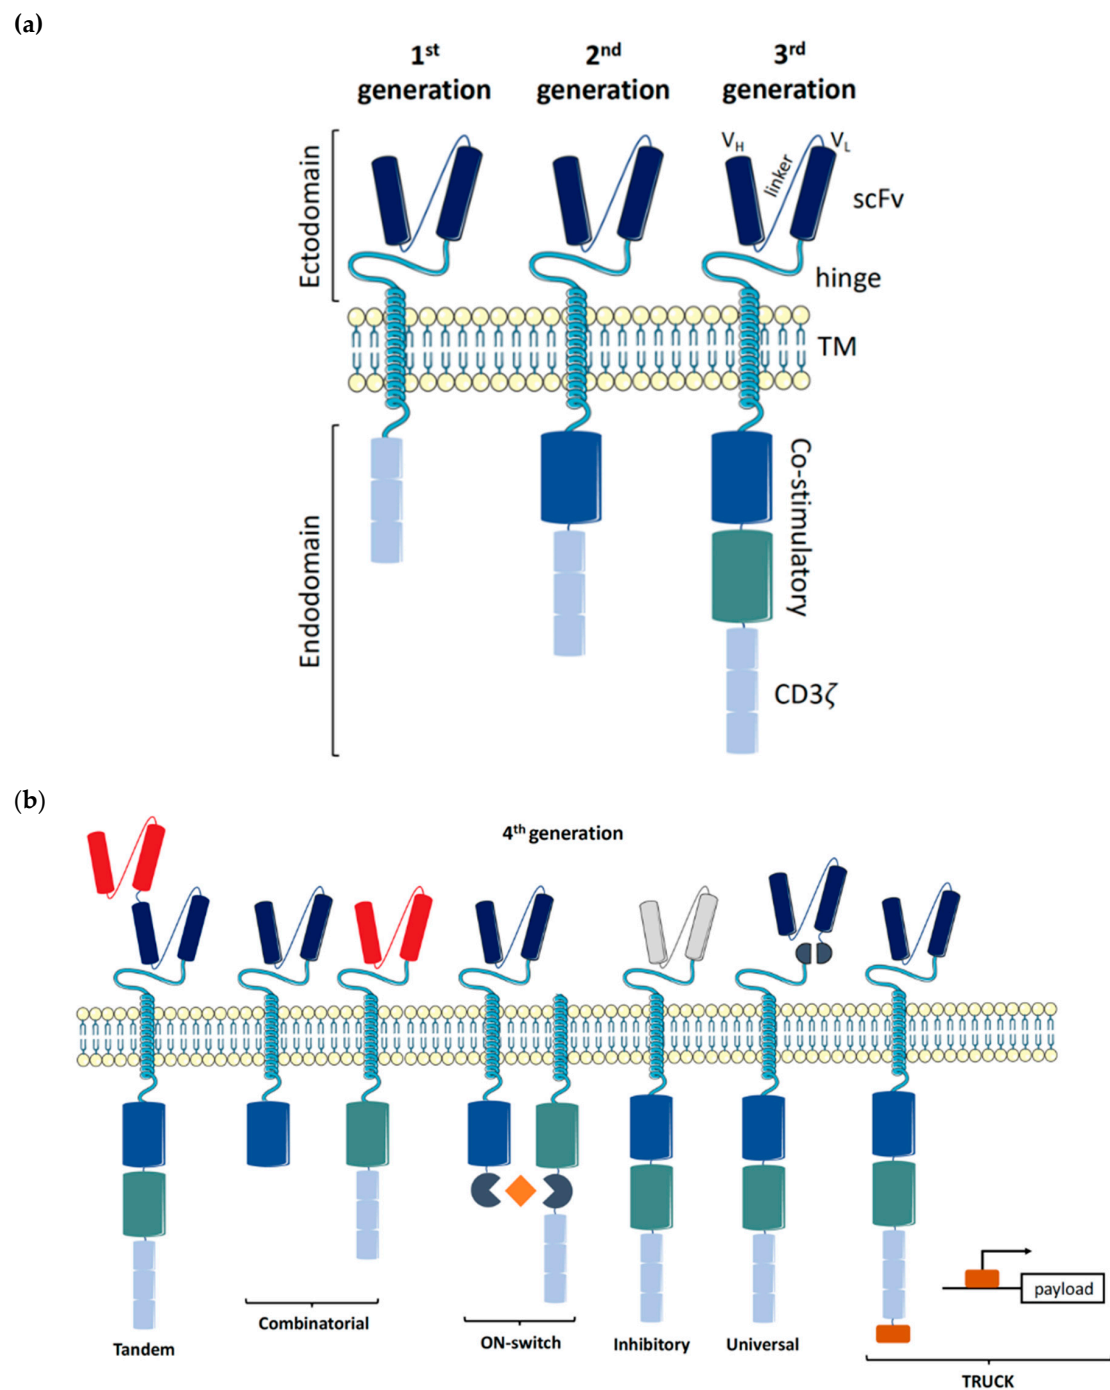 (a)
1st generation
2nd generation
3rd generation
Ectodomain
VH
linker
VL
scFv
hinge
TM
Endodomain
Co-stimulatory
CD3ζ
(b)
4th generation
payload
Tandem
Combinatorial
ON-switch
Inhibitory
Universal
TRUCK